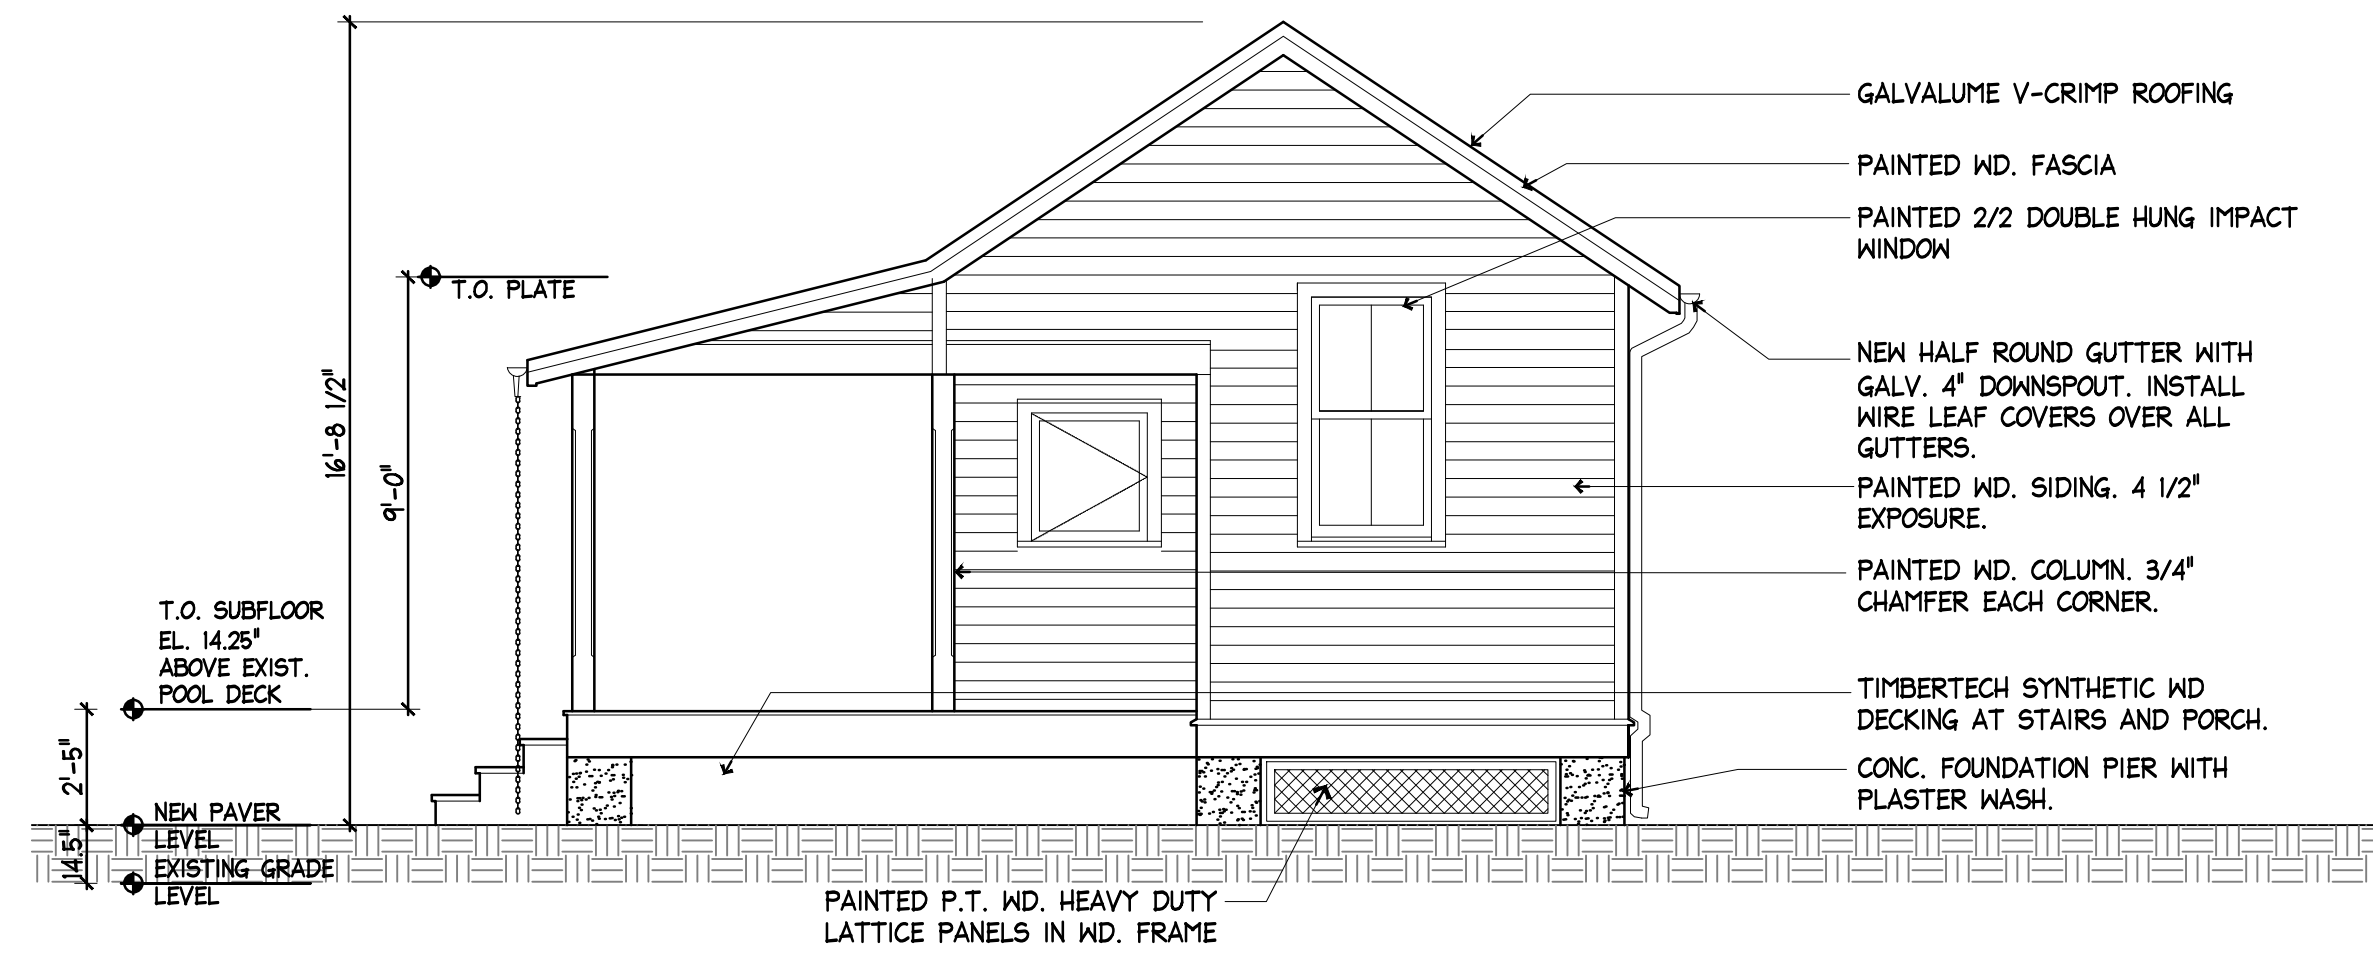 GALVALUME V-CRIMP ROOFING
PAINTED WD. FASCIA
PAINTED 2/2 DOUBLE HUNG IMPACT
WINDOW
T.O. PLATE
NEW HALF ROUND GUTTER WITH
GALV. 4" DOWNSPOUT. INSTALL
WIRE LEAF COVERS OVER ALL
GUTTERS.
16'-8 1/2"
9'-0"
PAINTED WD. SIDING. 4 1/2"
EXPOSURE.
PAINTED WD. COLUMN. 3/4"
CHAMFER EACH CORNER.
T.O. SUBFLOOR
EL. 14.25"
ABOVE EXIST.
POOL DECK
TIMBERTECH SYNTHETIC WD
DECKING AT STAIRS AND PORCH.
2'-5"
CONC. FOUNDATION PIER WITH
PLASTER WASH.
NEW PAVER
LEVEL
14.5"
EXISTING GRADE
LEVEL
PAINTED P.T. WD. HEAVY DUTY
LATTICE PANELS IN WD. FRAME